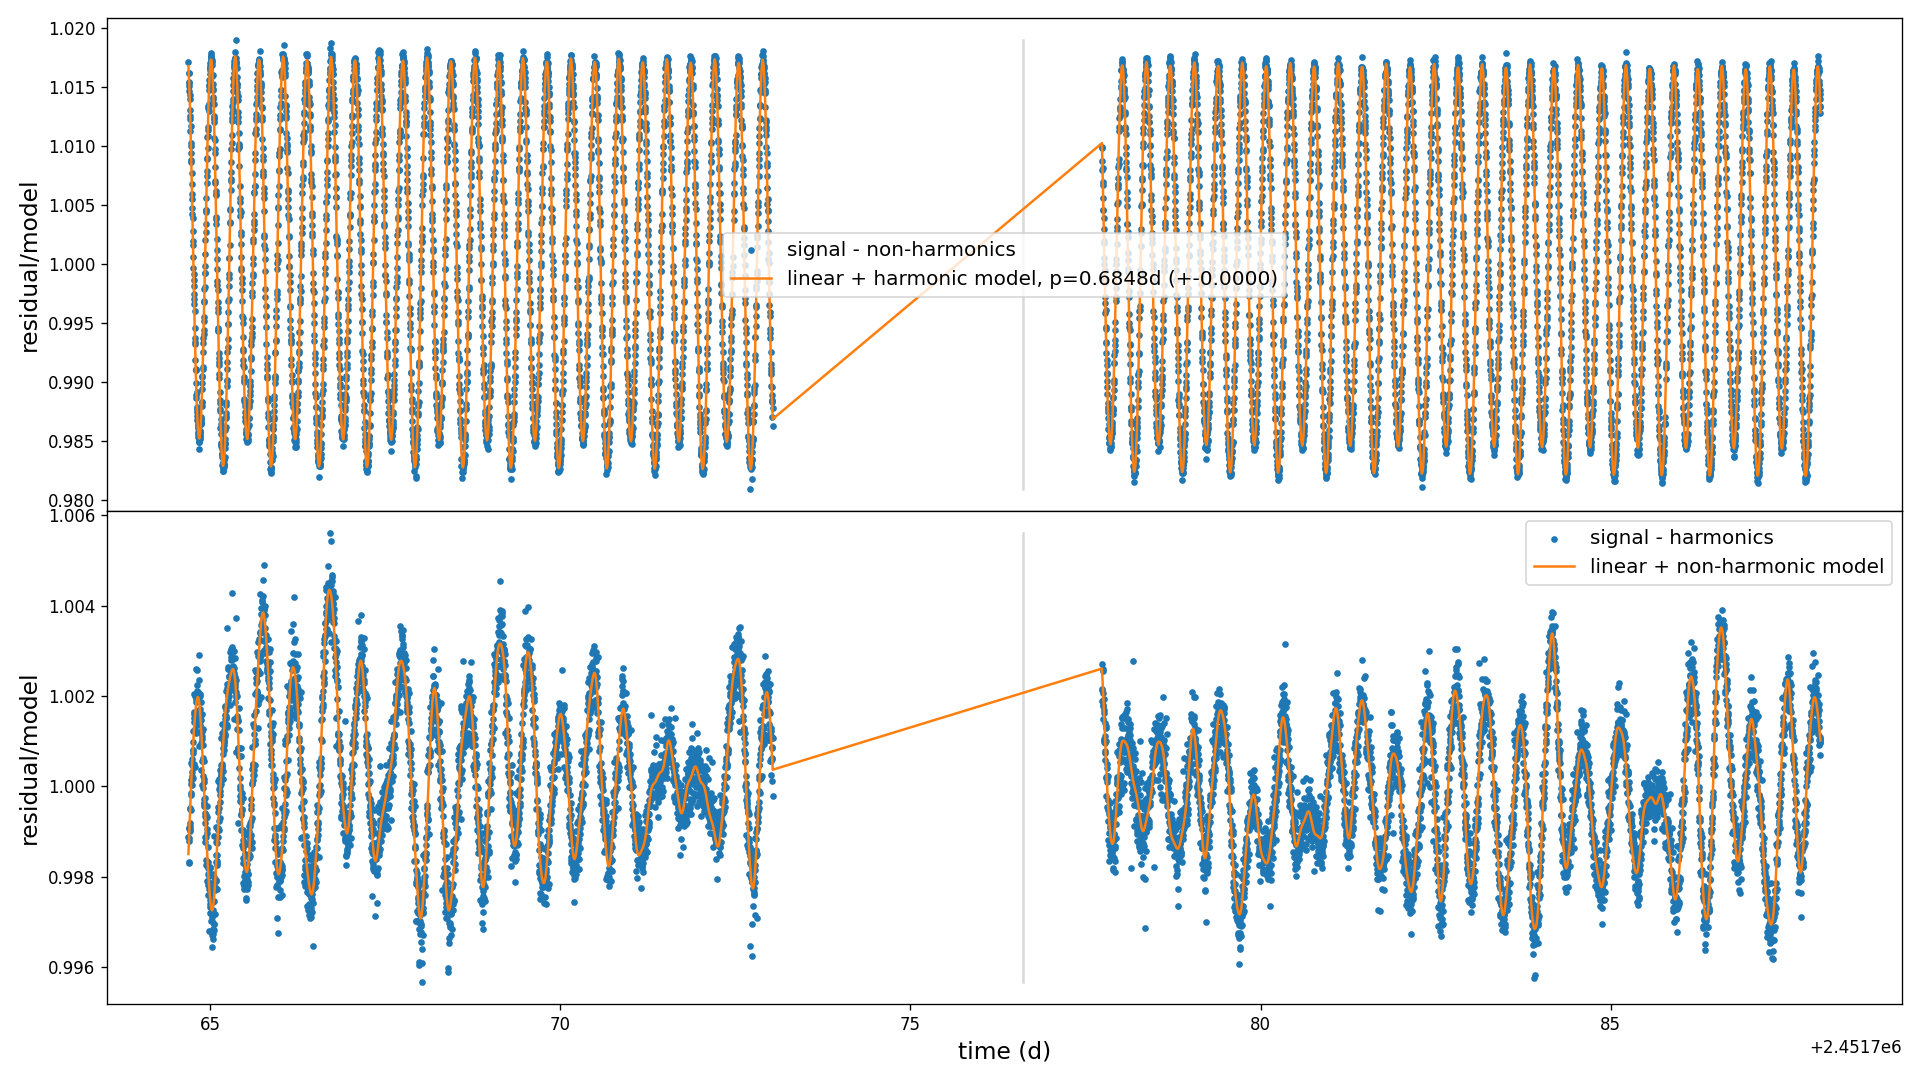 1.020
1.015
1.010
1.005
1.000
0.995
0.990
0.985
0.980
residual/model
signal - non-harmonics
linear + harmonic model, p=0.6848d (+-0.0000)
1.006
1.004
1.002
1.000
0.998
0.996
residual/model
signal - harmonics
linear + non-harmonic model
65
70
75
80
85
time (d)
+2.4517e6